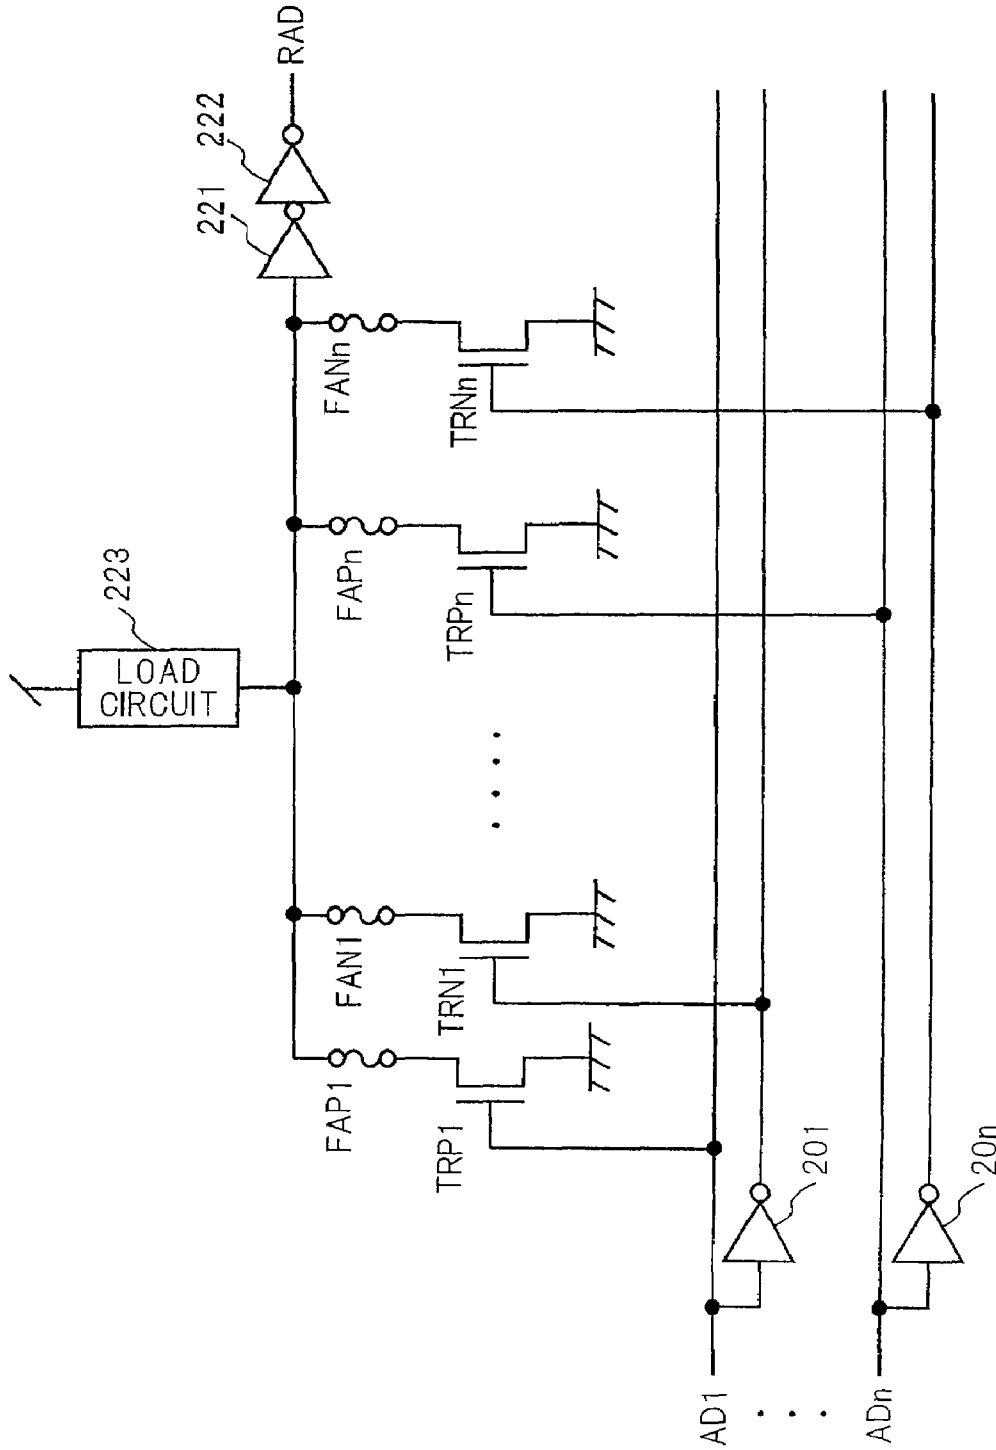 LOAD
CIRCUIT
223
221
222
RAD
FAP1
FAN1
FAPn
FANn
TRP1
TRN1
. . . .
TRPn
TRNn
AD1
201
. . . .
ADn
20n